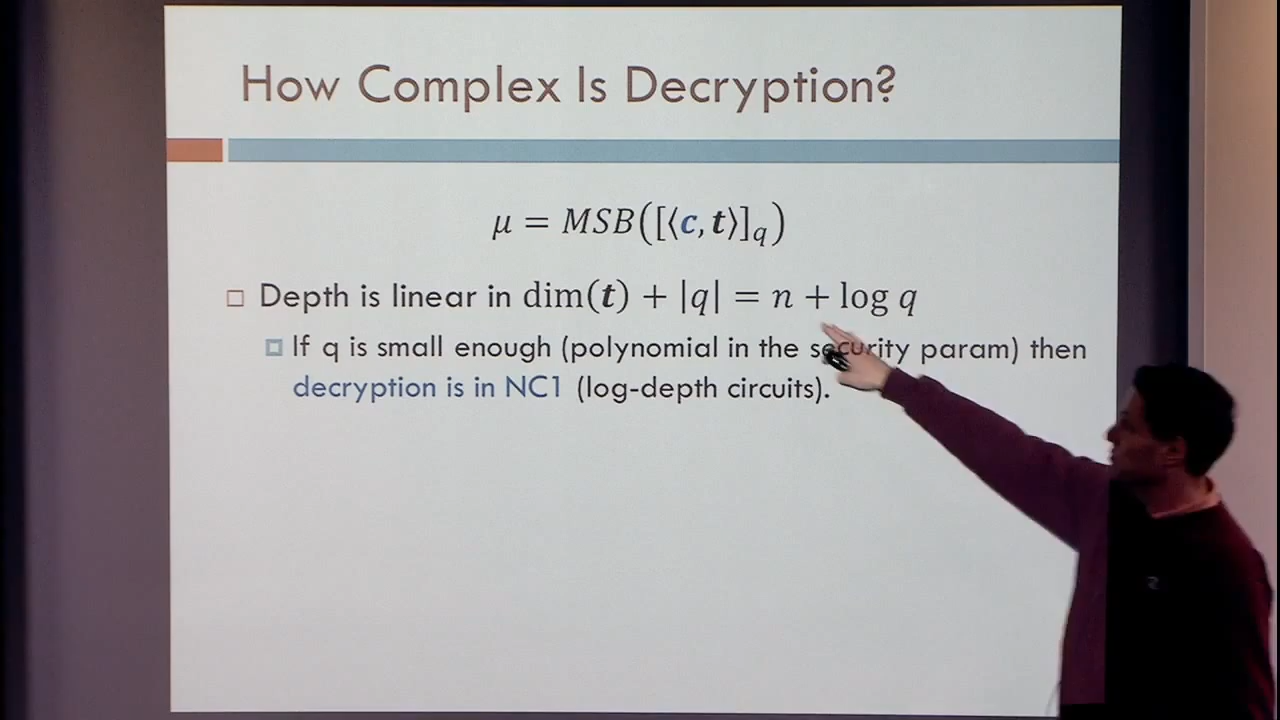 How Complex Is Decryption?
μ = MSB([⟨c, t⟩]q)
Depth is linear in dim(t) + |q| = n + log q
If q is small enough (polynomial in the security param) then
decryption is in NC1 (log-depth circuits).